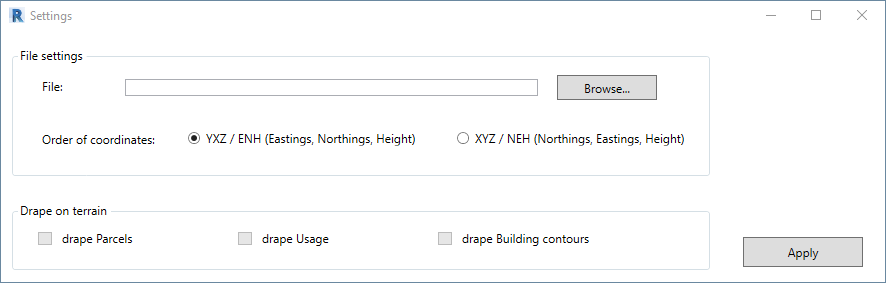 Settings
File settings
File:
Browse...
Order of coordinates: YXZ / ENH (Eastings, Northings, Height) XYZ / NEH (Northings, Eastings, Height)
Drape on terrain
drape Parcels drape Usage drape Building contours
Apply